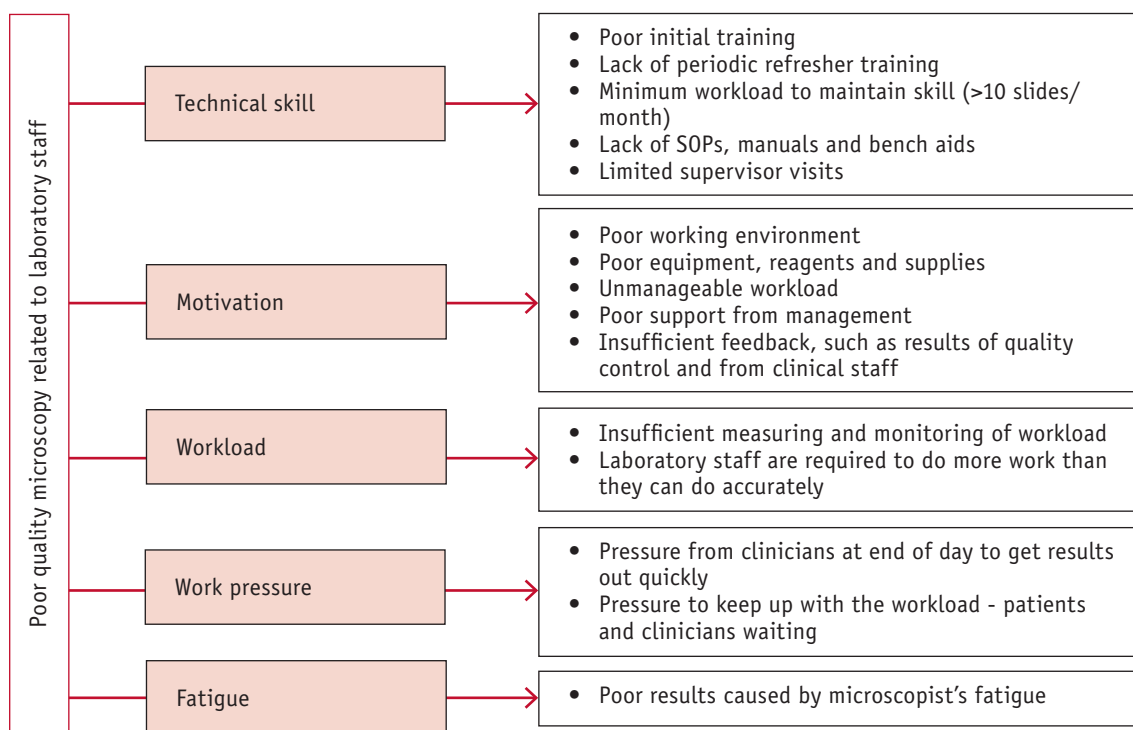 Poor quality microscopy related to laboratory staff
Technical skill
• Poor initial training
• Lack of periodic refresher training
• Minimum workload to maintain skill (>10 slides/
month)
• Lack of SOPs, manuals and bench aids
• Limited supervisor visits
Motivation
• Poor working environment
• Poor equipment, reagents and supplies
• Unmanageable workload
• Poor support from management
• Insufficient feedback, such as results of quality
control and from clinical staff
Workload
• Insufficient measuring and monitoring of workload
• Laboratory staff are required to do more work than
they can do accurately
Work pressure
• Pressure from clinicians at end of day to get results
out quickly
• Pressure to keep up with the workload - patients
and clinicians waiting
Fatigue
• Poor results caused by microscopist's fatigue